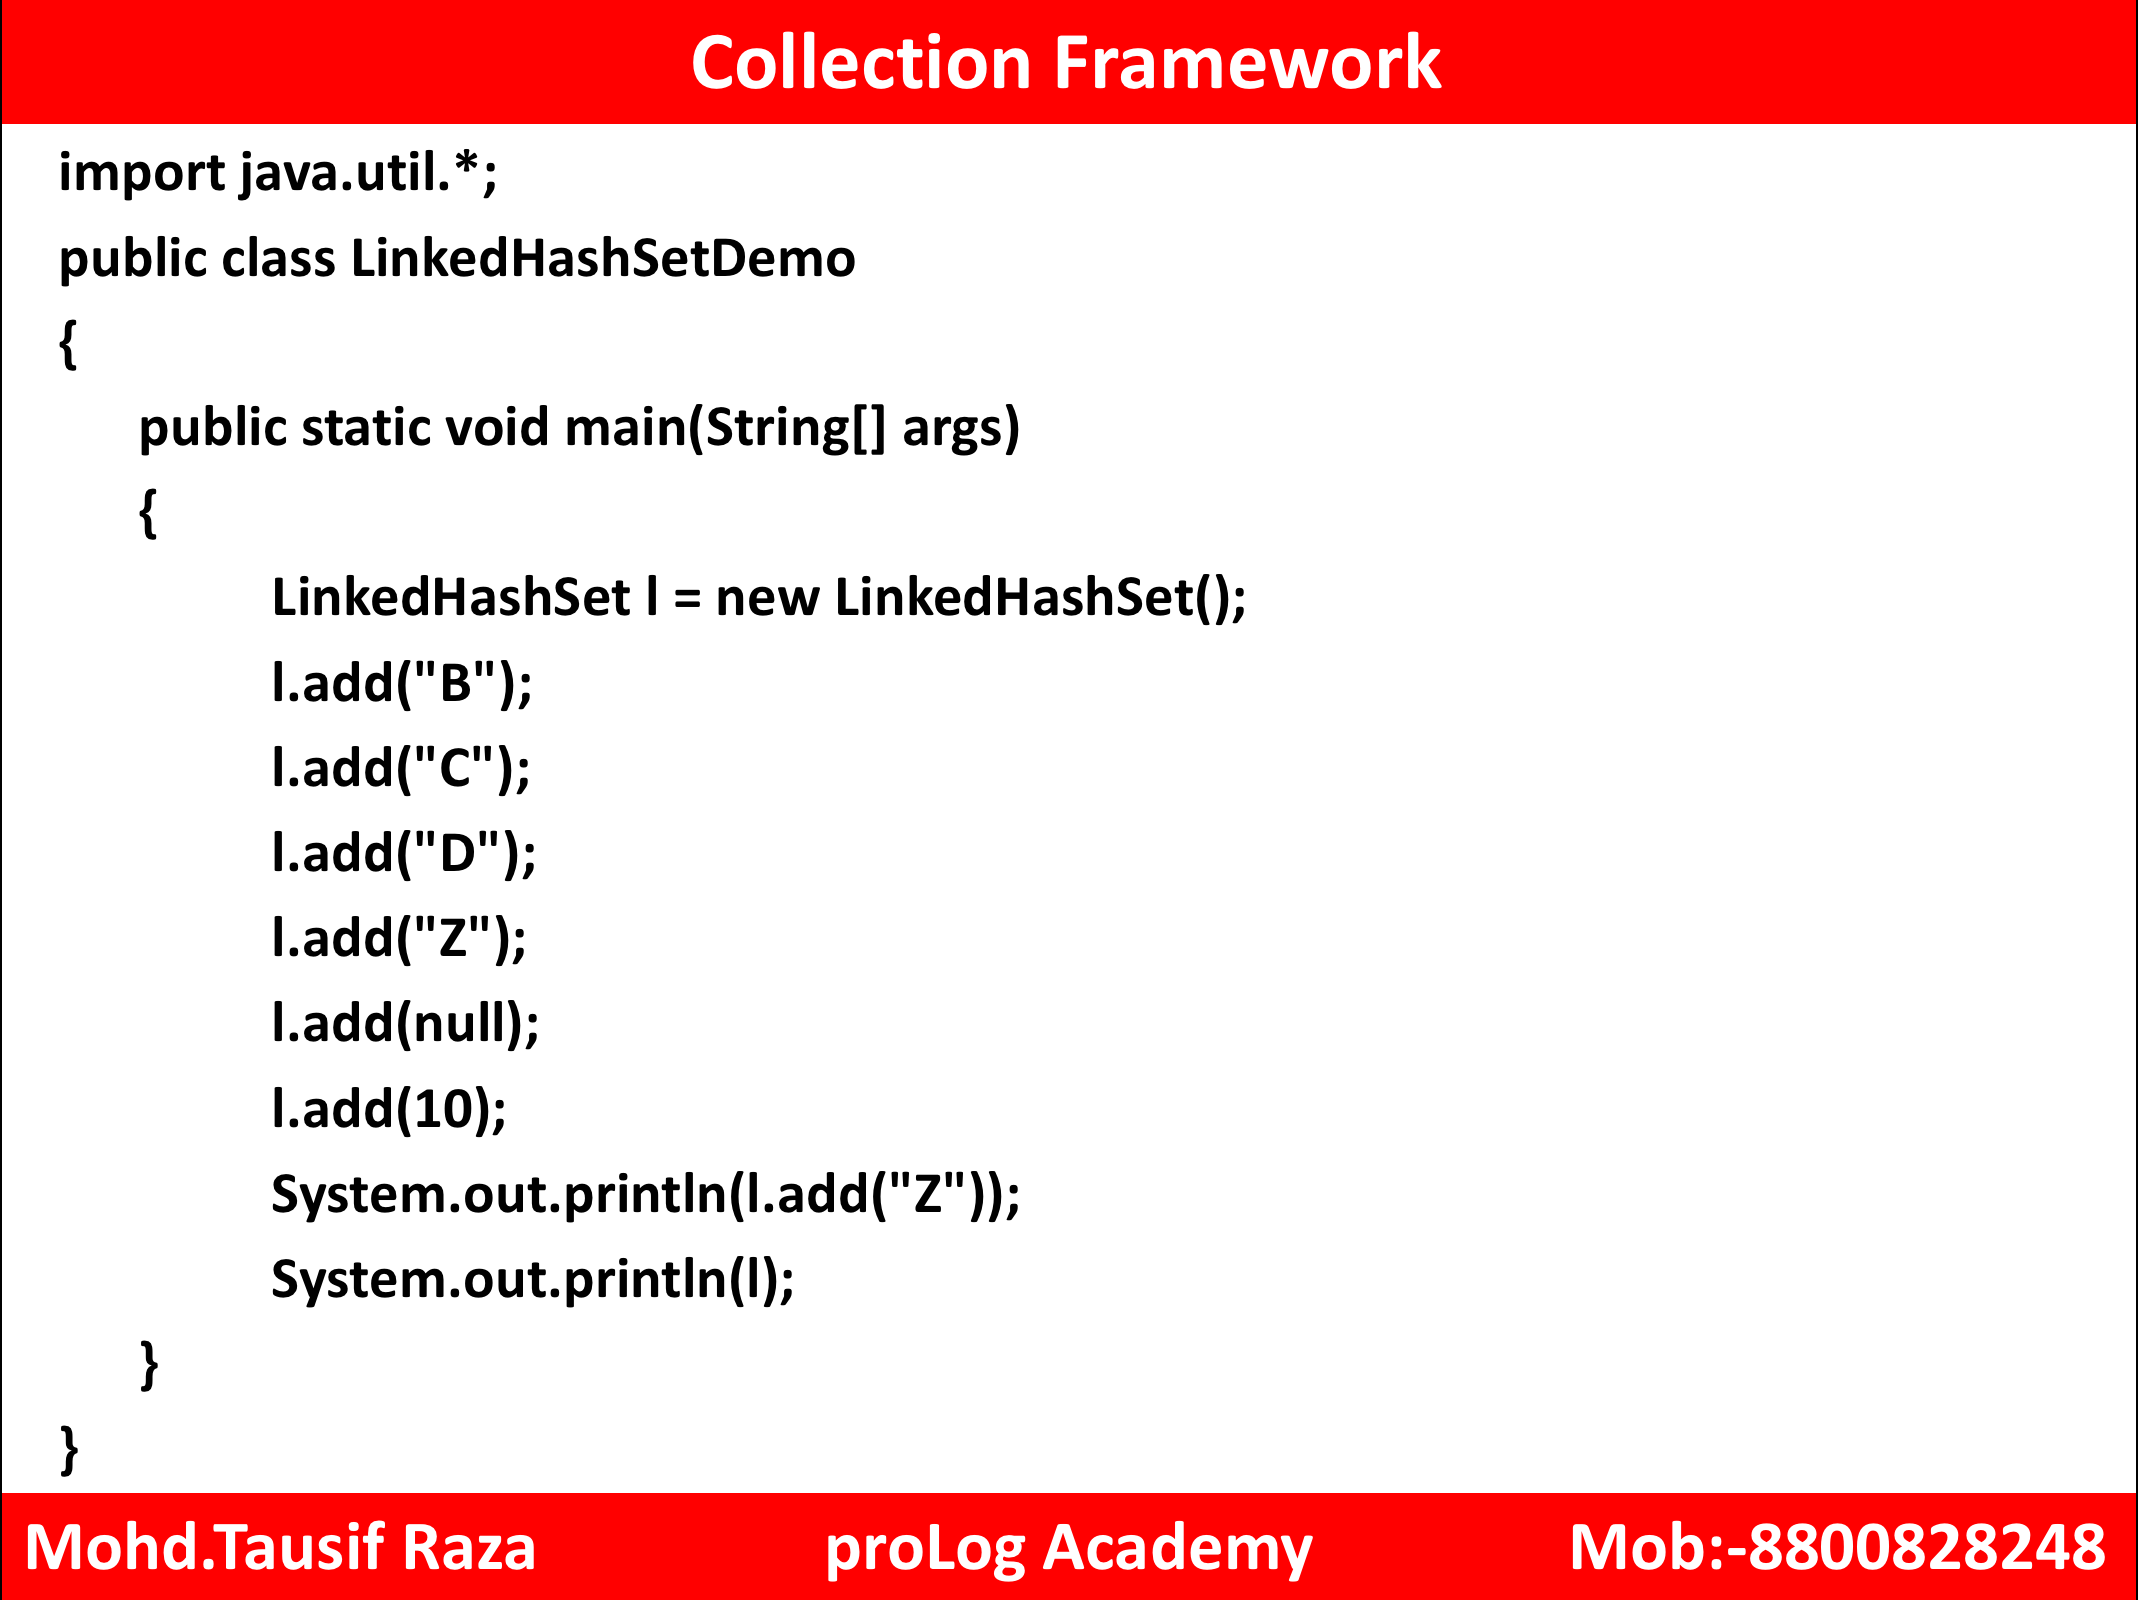 Collection Framework
import java.util.*;
public class LinkedHashSetDemo
{
public static void main(String[] args)
{
LinkedHashSet l = new LinkedHashSet();
l.add("B");
l.add("C");
l.add("D");
l.add("Z");
l.add(null);
l.add(10);
System.out.println(l.add("Z"));
System.out.println(l);
}
}
Mohd.Tausif Raza proLog Academy Mob:-8800828248